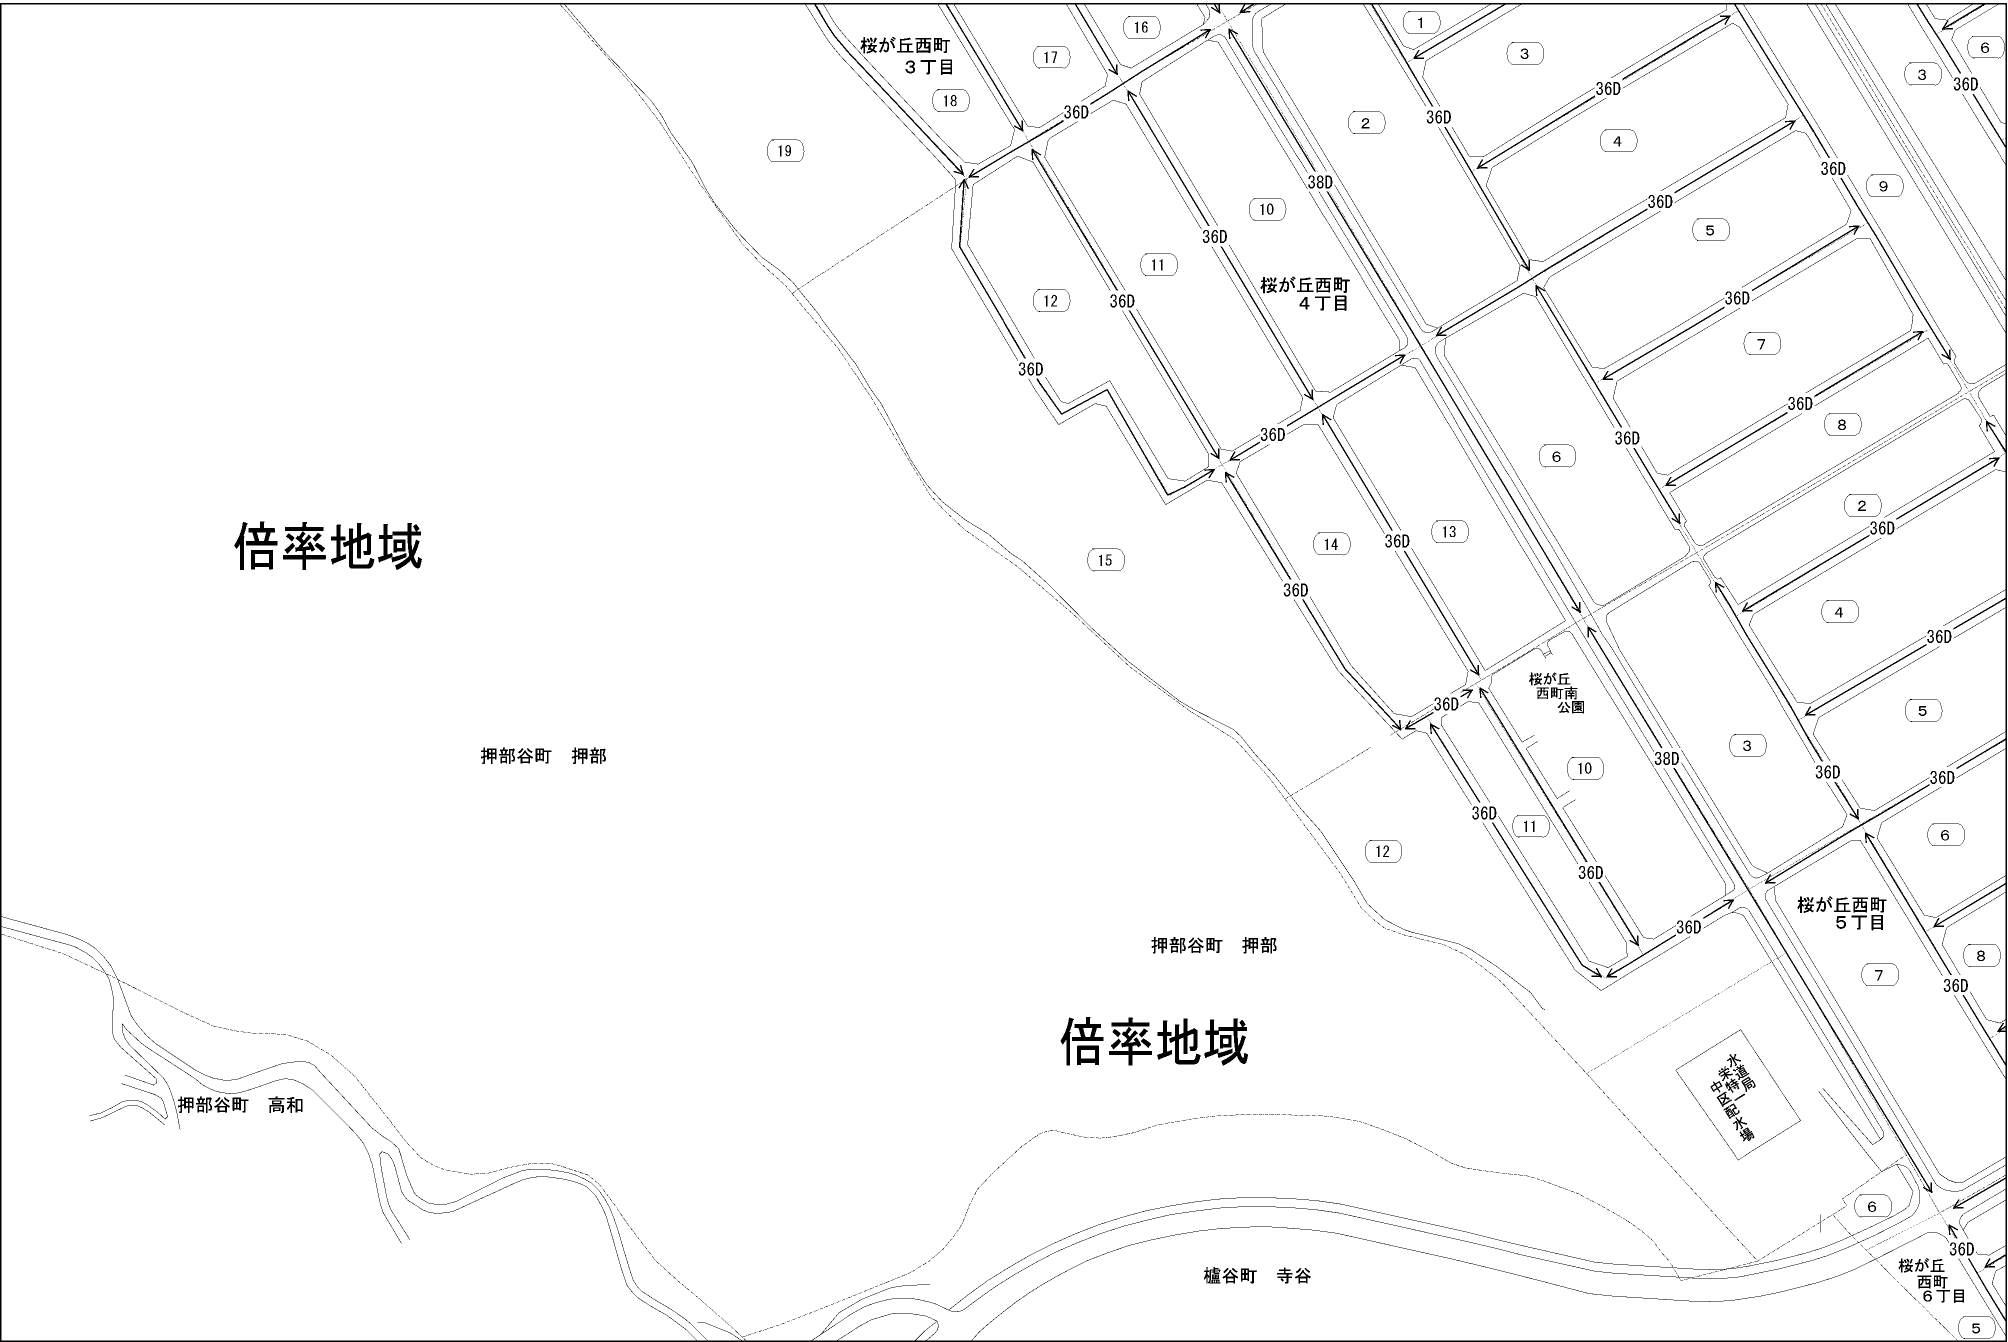 桜が丘西町
３丁目
16
17
18
19
36D
1
3
36D
36D
4
2
38D
36D
36D
9
3
6
36D
10
36D
11
36D
12
36D
桜が丘西町
４丁目
5
36D
7
36D
8
36D
6
36D
36D
13
36D
14
36D
15
2
36D
4
36D
5
36D
3
36D
38D
桜が丘
西町南
公園
10
36D
11
36D
12
36D
36D
6
桜が丘西町
５丁目
7
8
36D
倍率地域
押部谷町　押部
押部谷町　押部
倍率地域
押部谷町　高和
水道局
栄特一配水場
中区
6
36D
桜が丘
西町
６丁目
5
櫨谷町　寺谷